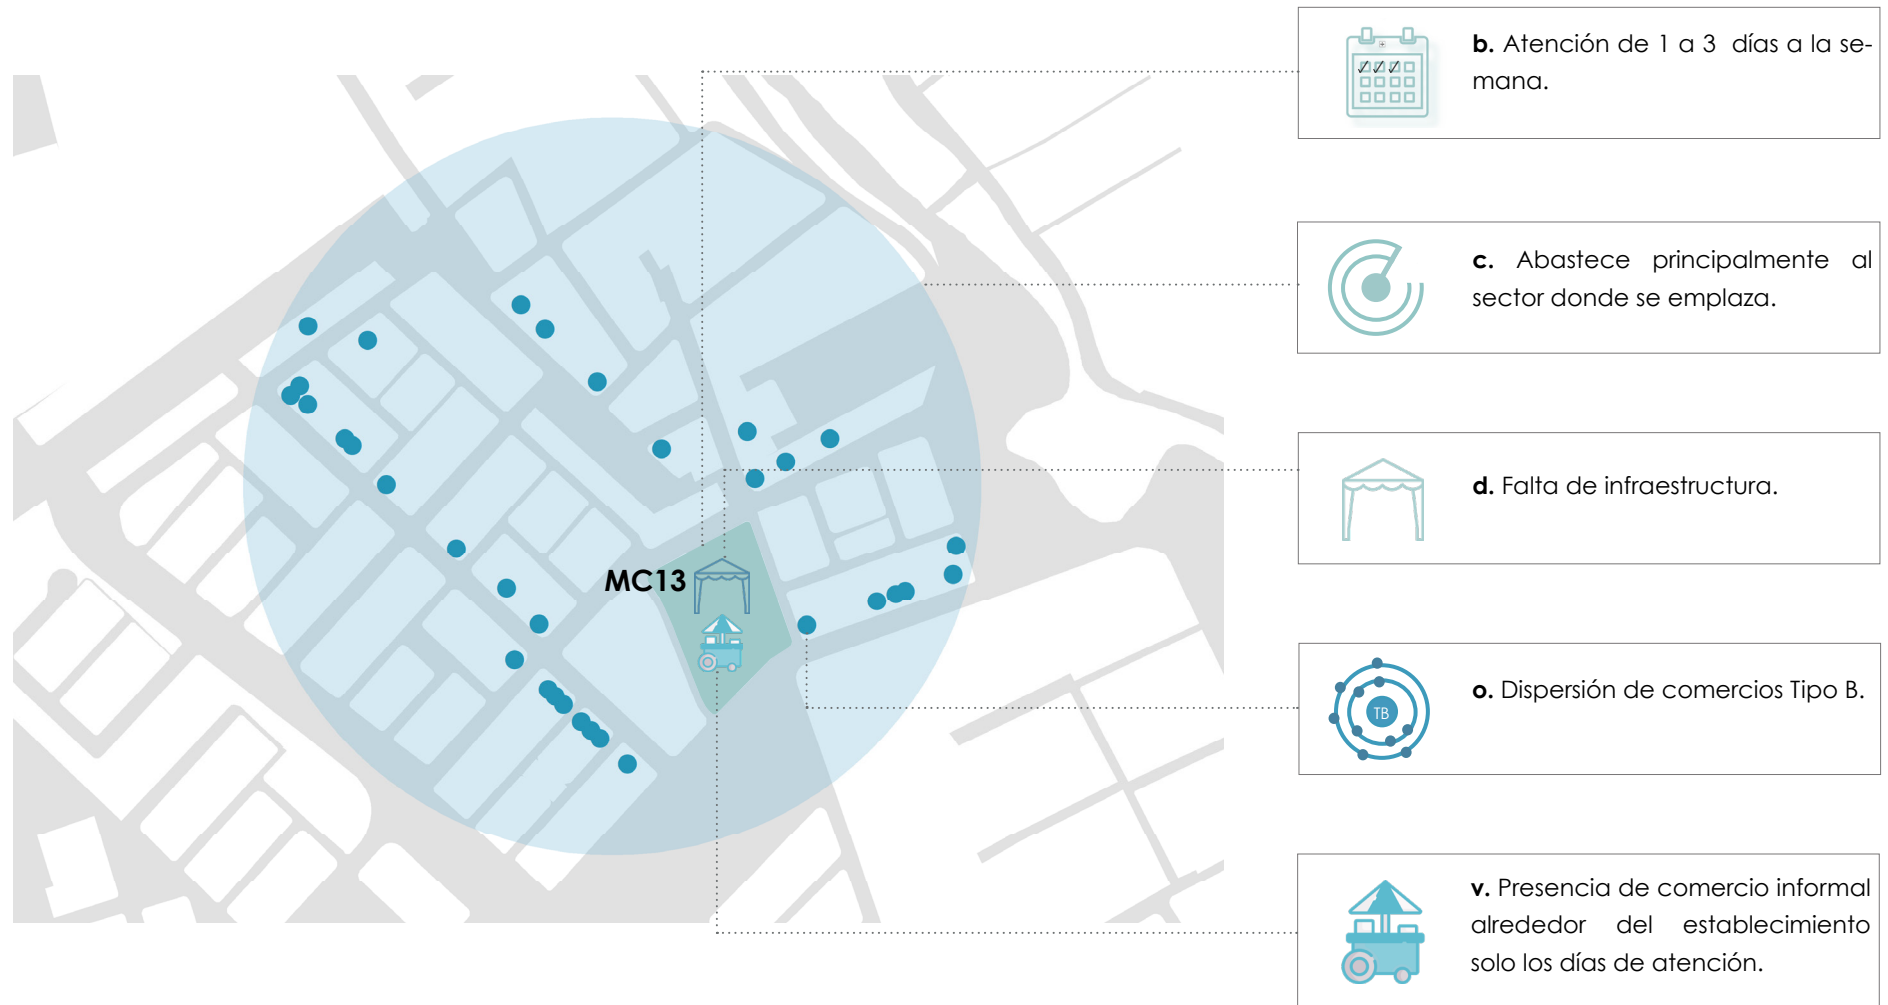 b. Atención de 1 a 3 días a la se-
mana.
c. Abastece principalmente al
sector donde se emplaza.
d. Falta de infraestructura.
MC13
o. Dispersión de comercios Tipo B.
TB
v. Presencia de comercio informal
alrededor del establecimiento
solo los días de atención.